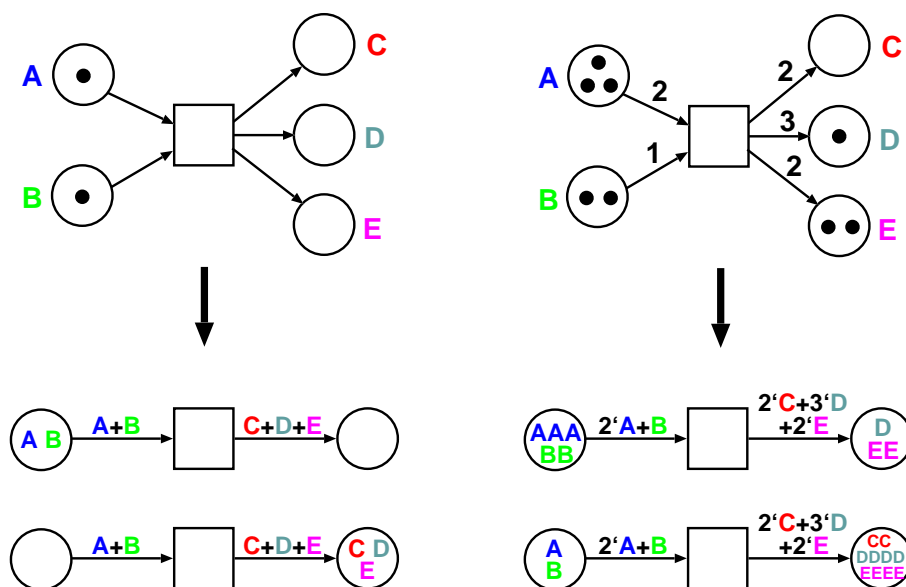 C
A
D
B
E
C
A
2
2
3
D
1
2
B
E
A+B
C+D+E
A B
2‘C+3‘D
2‘A+B
+2‘E
AAA
BB
D
EE
A+B
C+D+E
C D
E
2‘C+3‘D
2‘A+B
+2‘E
A
B
CC
DDDD
EEEE